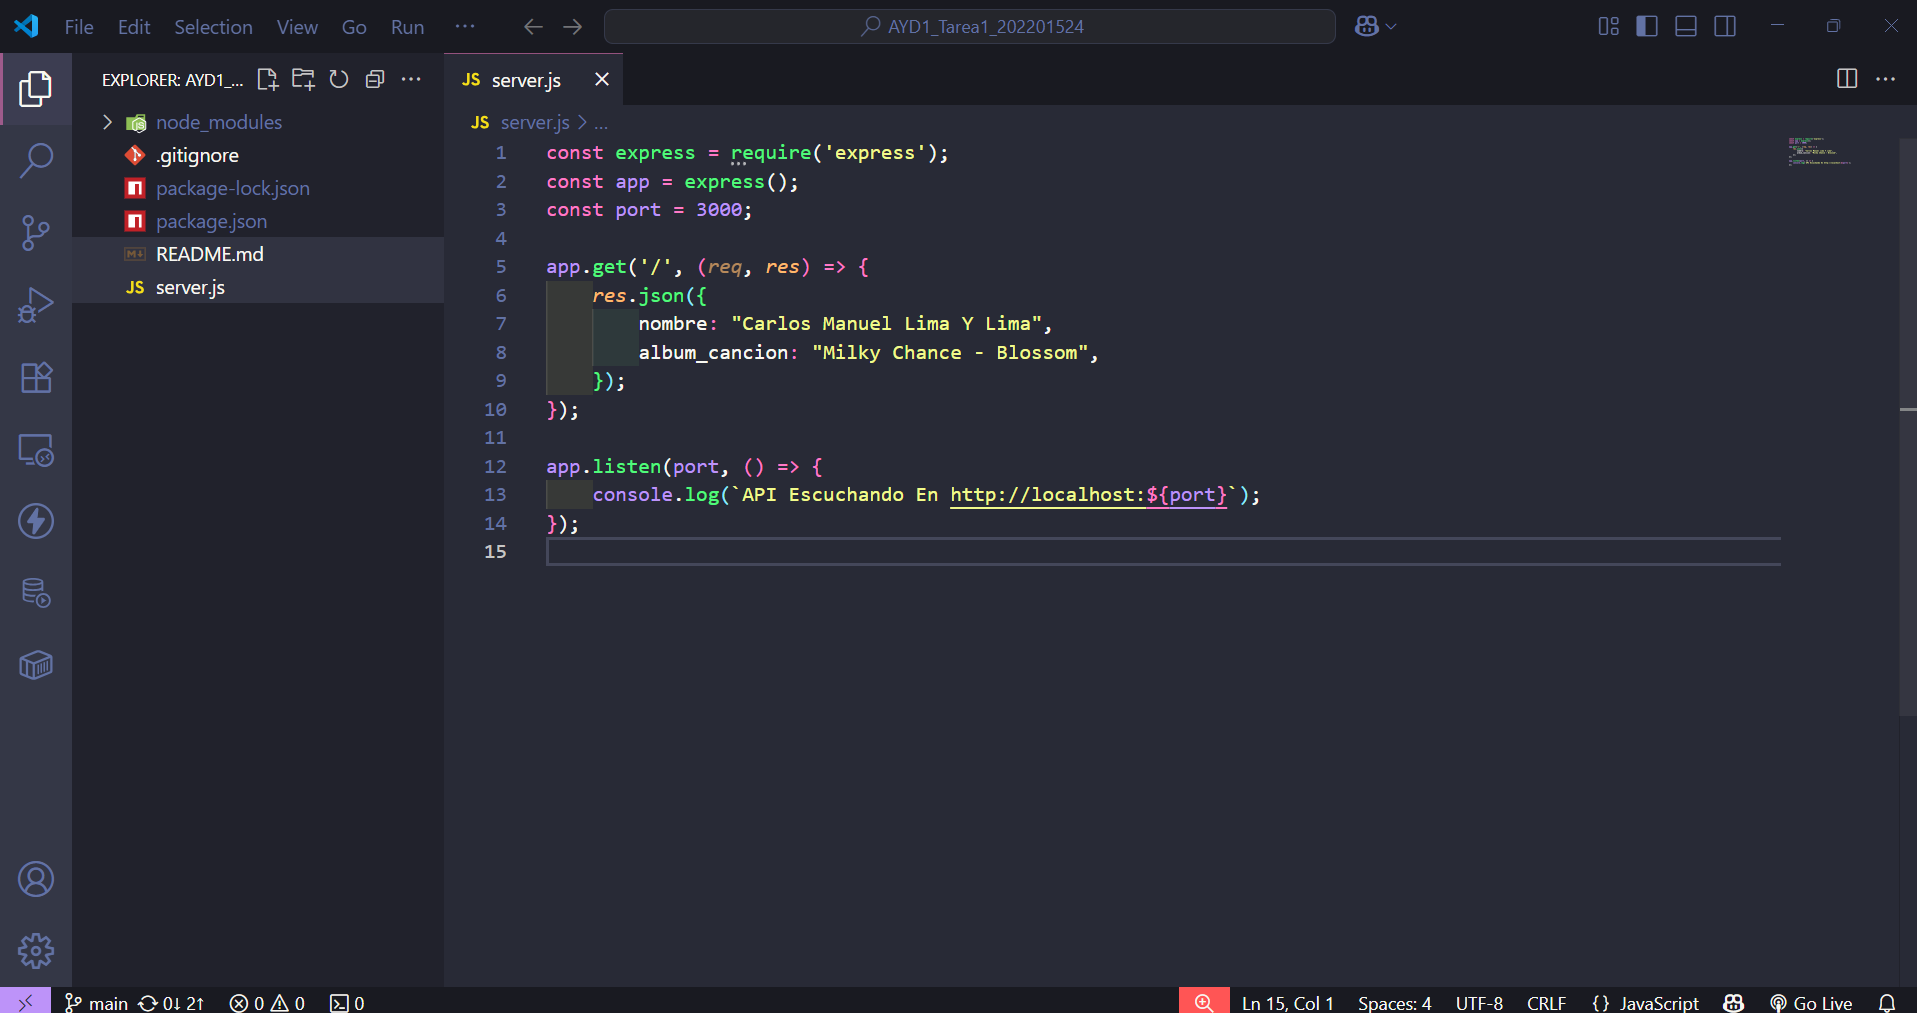 File Edit Selection View Go Run ···
AYD1_Tarea1_202201524
EXPLORER: AYD1_...
JS server.js
node_modules
.gitignore
package-lock.json
package.json
README.md
JS server.js
JS server.js > ...
1 const express = require('express');
2 const app = express();
3 const port = 3000;
4
5 app.get('/', (req, res) => {
6     res.json({
7         nombre: "Carlos Manuel Lima Y Lima",
8         album_cancion: "Milky Chance - Blossom",
9     });
10 });
11
12 app.listen(port, () => {
13     console.log(`API Escuchando En http://localhost:${port}`);
14 });
15
main 0↓ 2↑ 0 0 0 Ln 15, Col 1 Spaces: 4 UTF-8 CRLF {} JavaScript Go Live